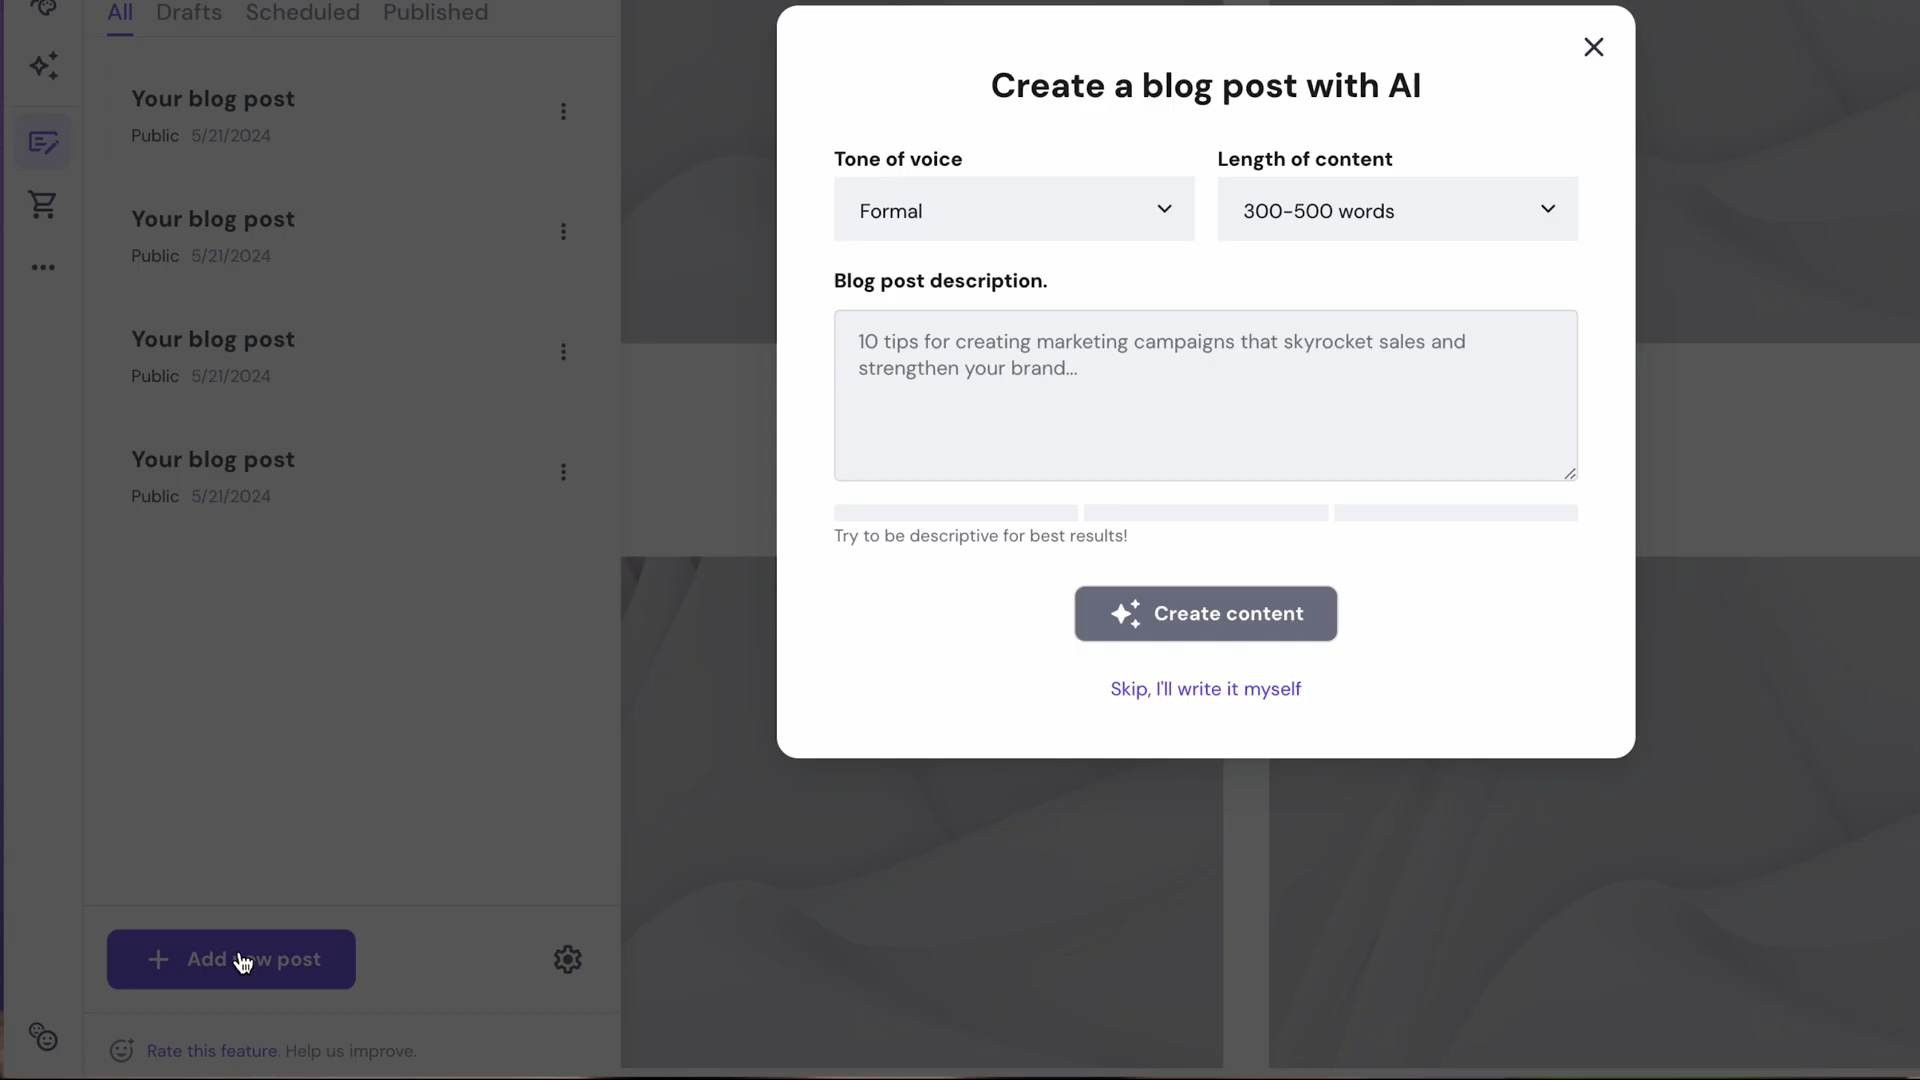 All Drafts Scheduled Published
Your blog post
Public 5/21/2024
Your blog post
Public 5/21/2024
Your blog post
Public 5/21/2024
Your blog post
Public 5/21/2024
Add new post
Rate this feature. Help us improve.
Create a blog post with AI
Tone of voice
Formal
Length of content
300-500 words
Blog post description.
10 tips for creating marketing campaigns that skyrocket sales and
strengthen your brand...
Try to be descriptive for best results!
Create content
Skip, I'll write it myself